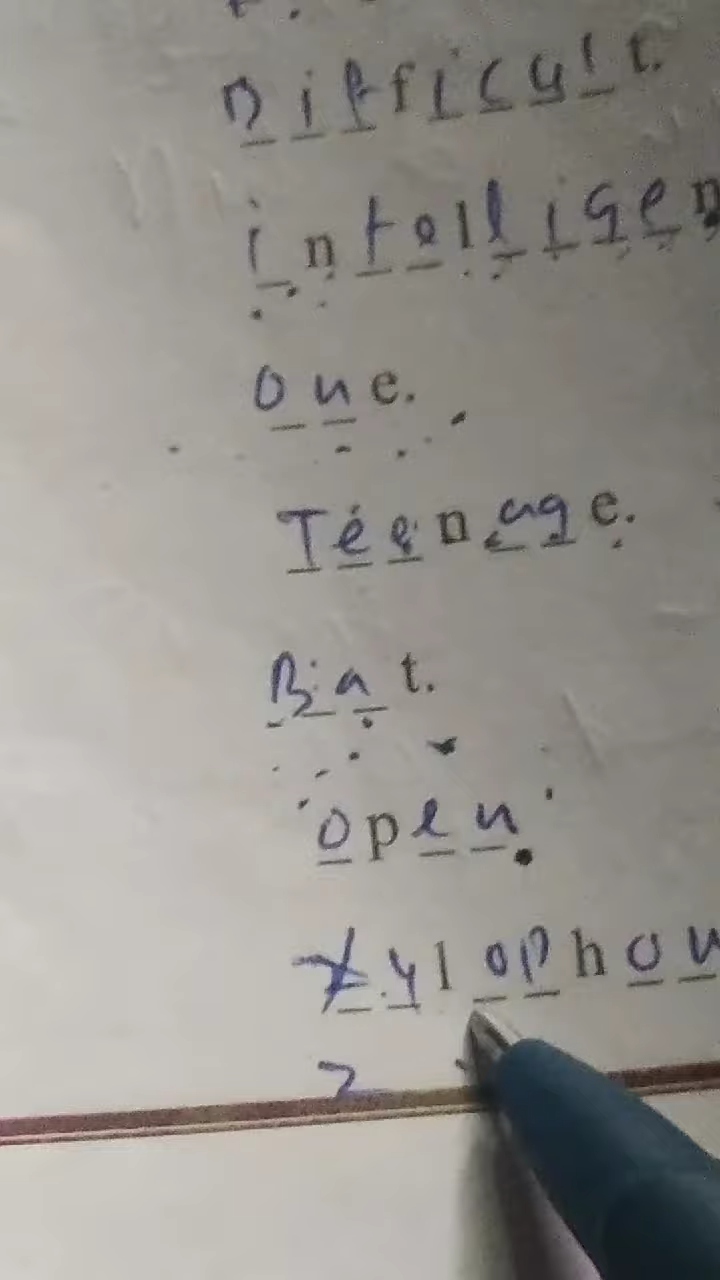 Difficult.
intelligen
One.
Teenage.
Bat.
open.
Xylophon